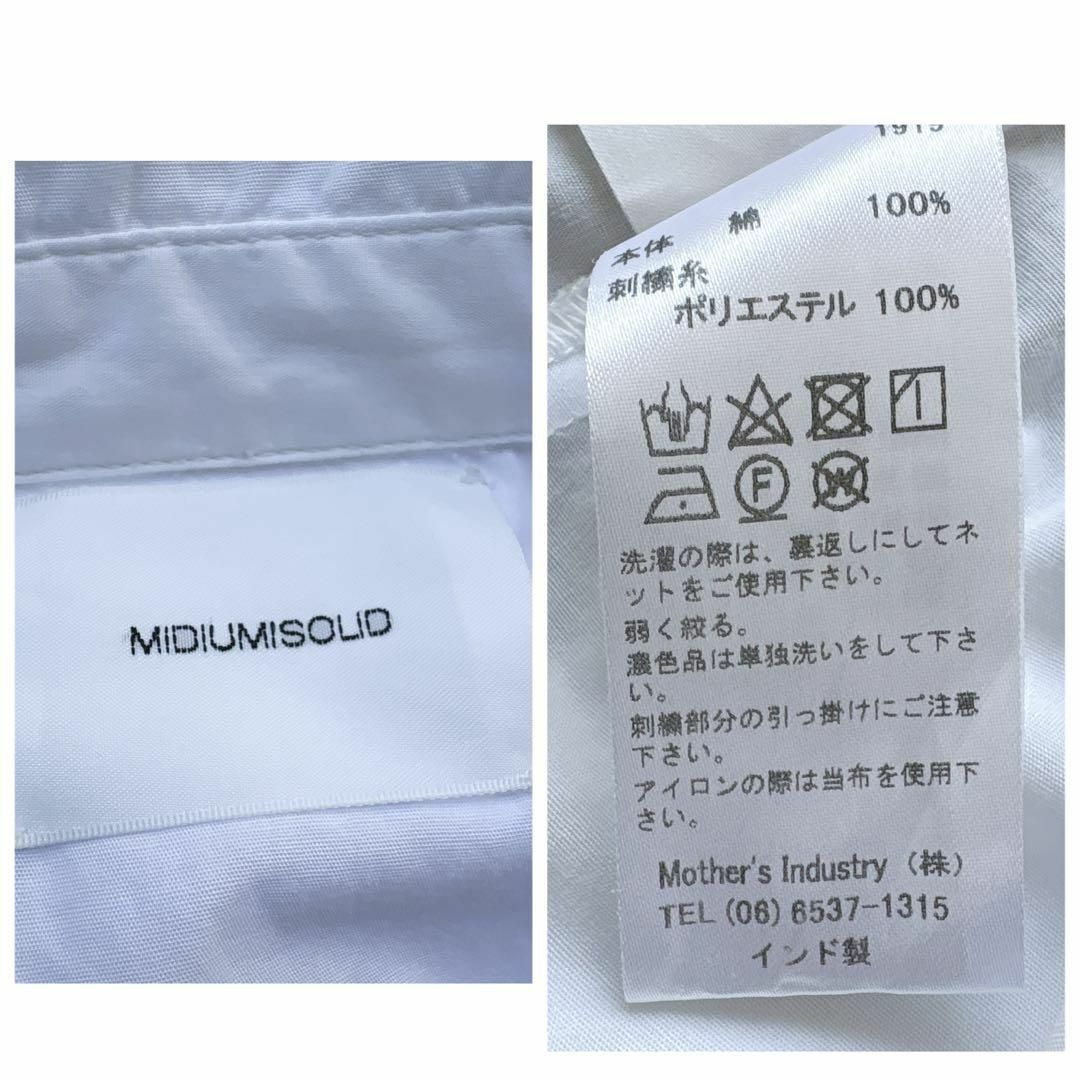 MIDIUMISOLID
1915
本体 綿 100%
刺繍糸
ポリエステル 100%
F
W
洗濯の際は、裏返しにしてネ
ットをご使用下さい。
弱く絞る。
濃色品は単独洗いをして下さ
い。
刺繍部分の引っ掛けにご注意
下さい。
アイロンの際は当布を使用下
さい。
Mother's Industry (株)
TEL (06) 6537-1315
インド製